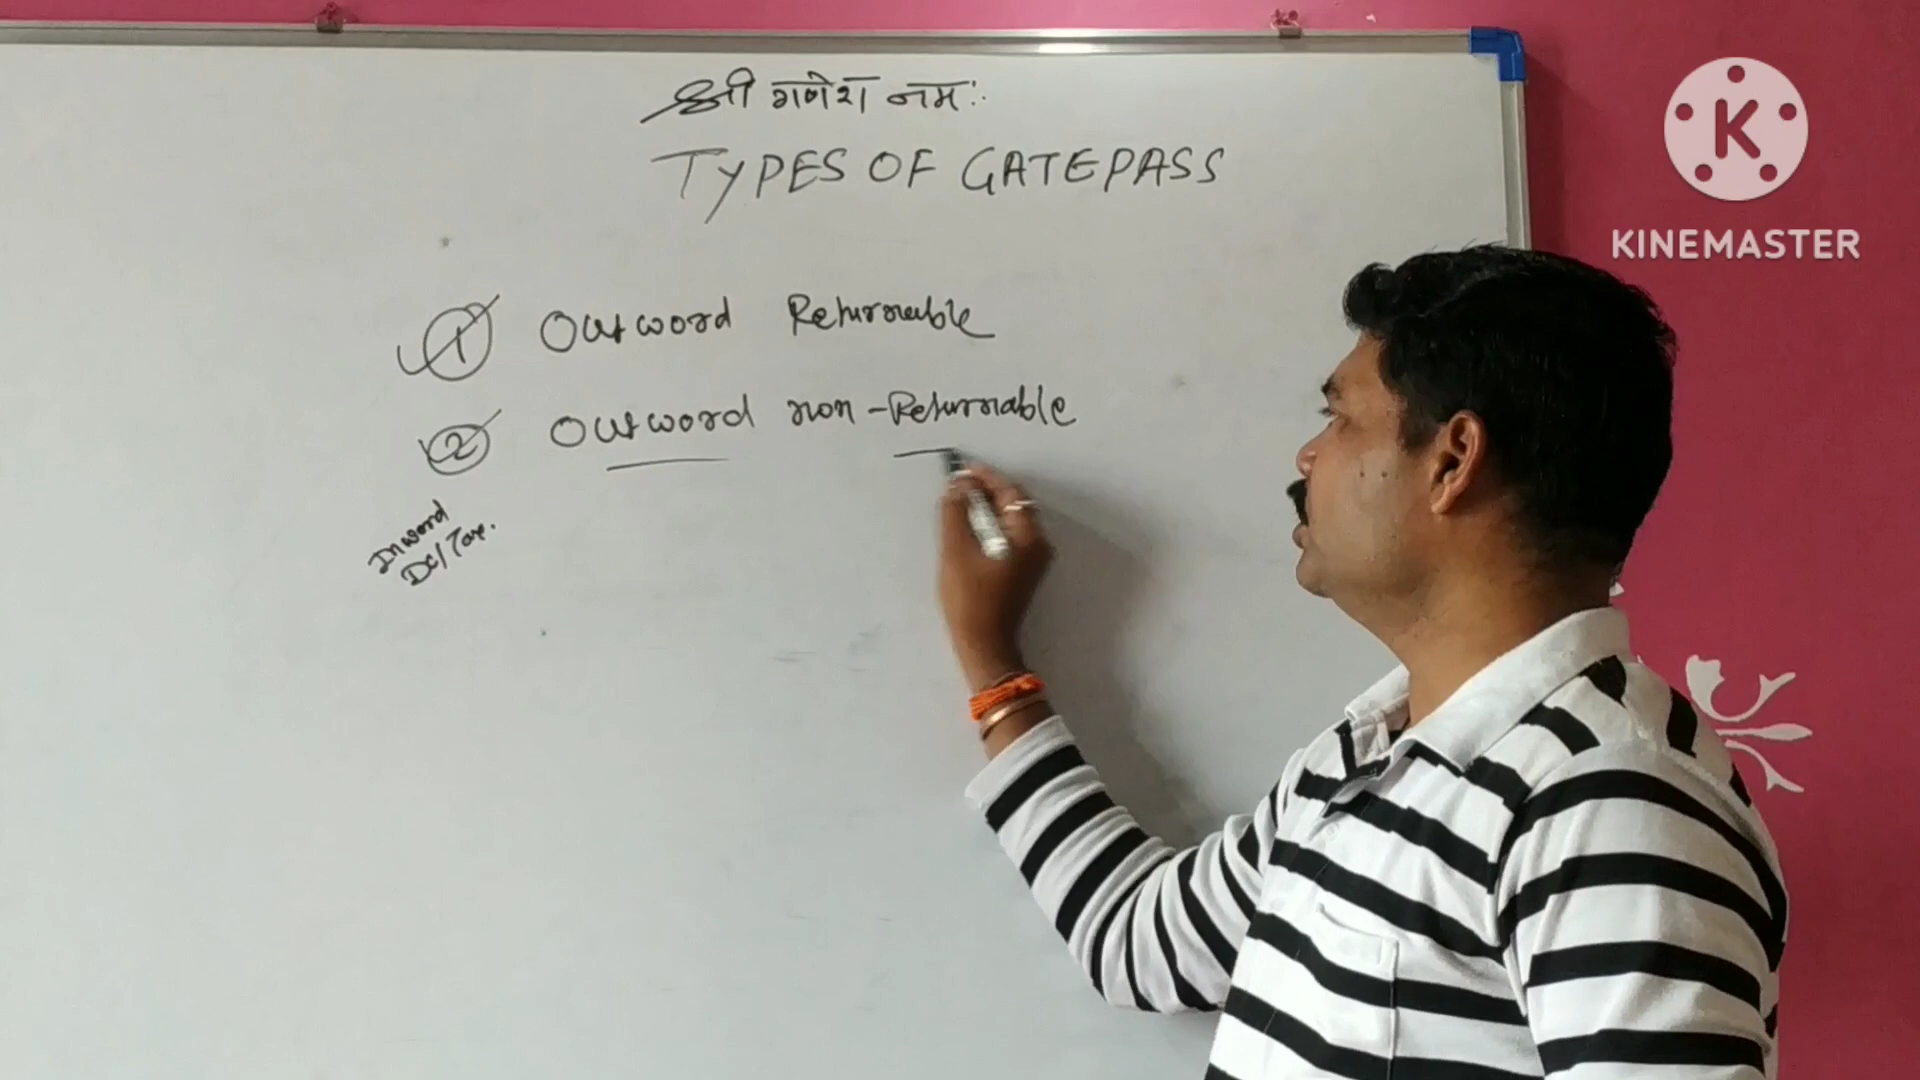 श्री गणेश नमः
TYPES OF GATEPASS
K
KINEMASTER
1 Outword Returnable
2 Outword non-Returnable
Inword
DC/Tax.